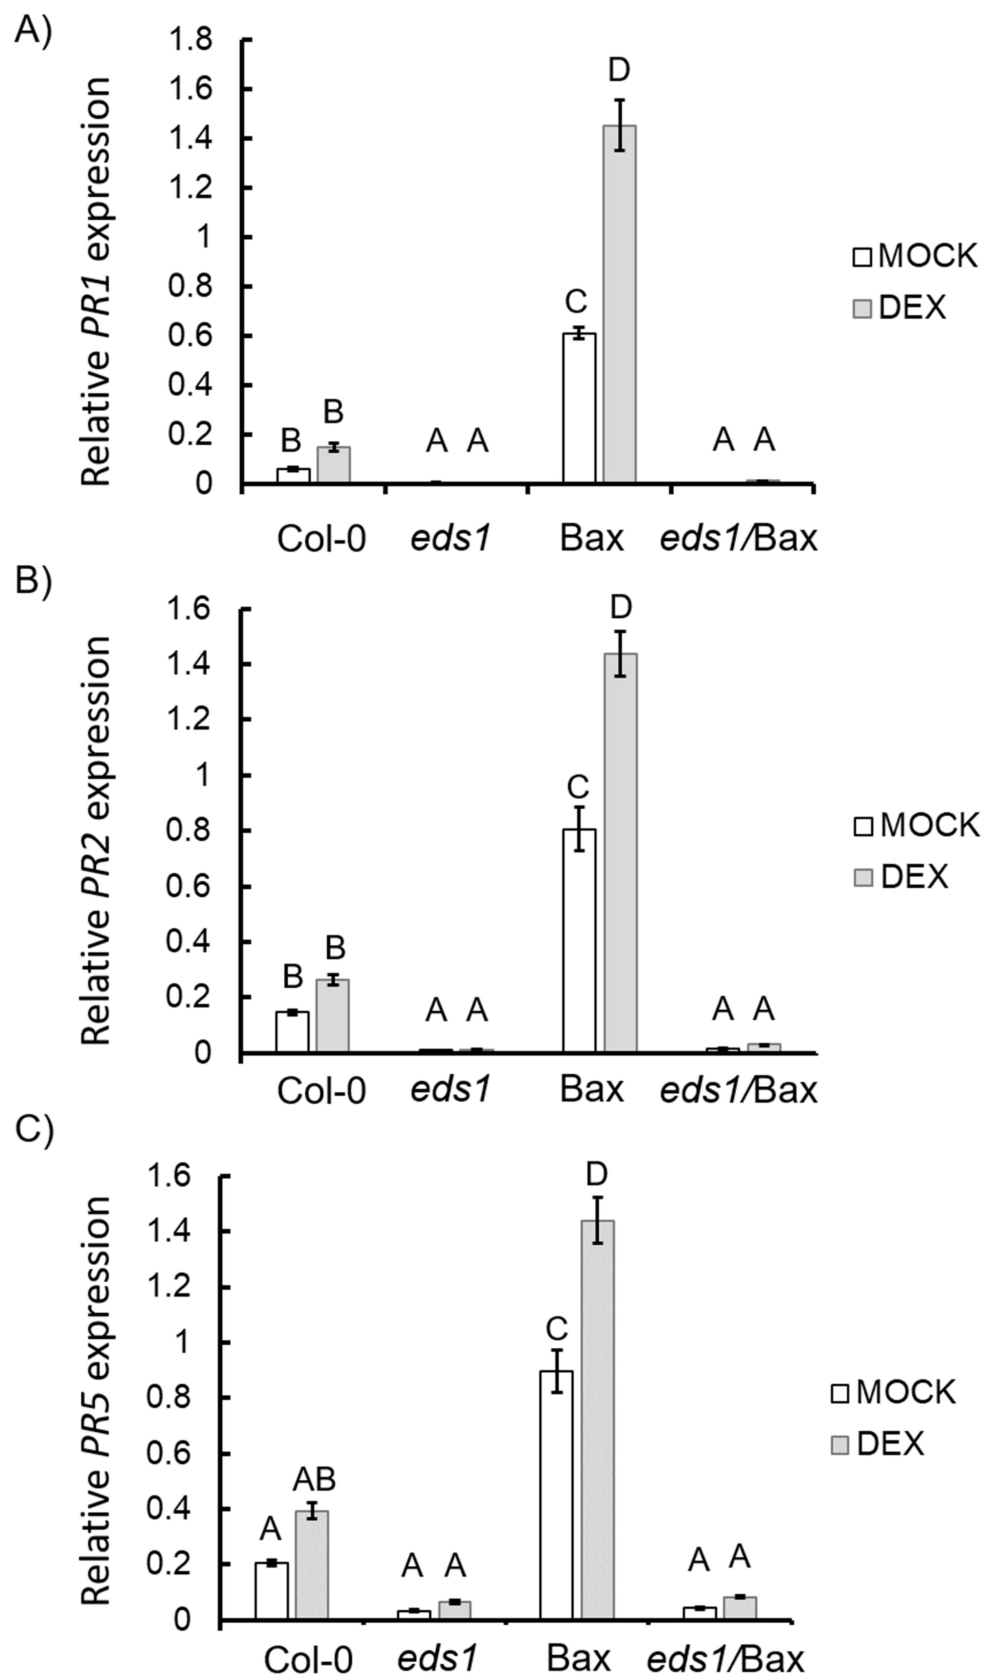 A)
Relative PR1 expression
1.8
1.6
1.4
1.2
1
0.8
0.6
0.4
0.2
0
B B A A C D A A
Col-0 eds1 Bax eds1/Bax
MOCK
DEX
B)
Relative PR2 expression
1.6
1.4
1.2
1
0.8
0.6
0.4
0.2
0
B B A A C D A A
Col-0 eds1 Bax eds1/Bax
MOCK
DEX
C)
Relative PR5 expression
1.6
1.4
1.2
1
0.8
0.6
0.4
0.2
0
A AB A A C D A A
Col-0 eds1 Bax eds1/Bax
MOCK
DEX